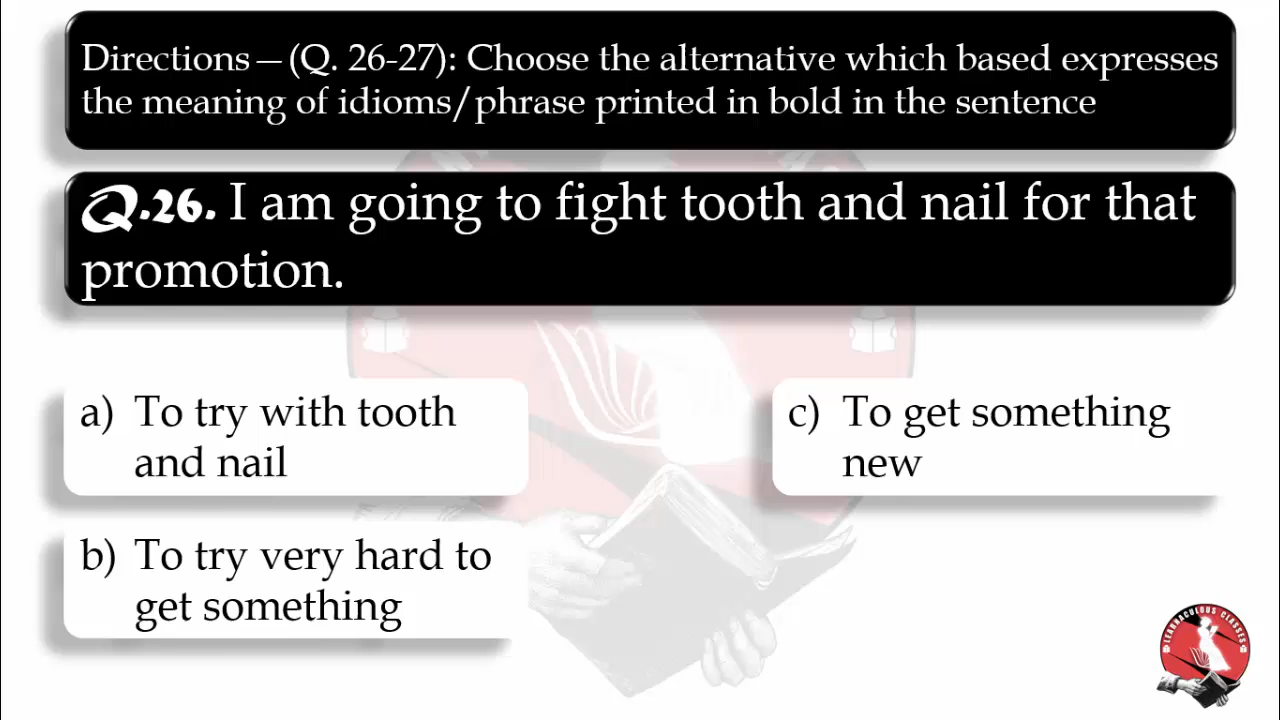 Directions – (Q. 26-27): Choose the alternative which based expresses
the meaning of idioms/phrase printed in bold in the sentence
Q.26. I am going to fight tooth and nail for that
promotion.
a) To try with tooth
and nail
b) To try very hard to
get something
c) To get something
new
LEARNACULOUS CLASSES